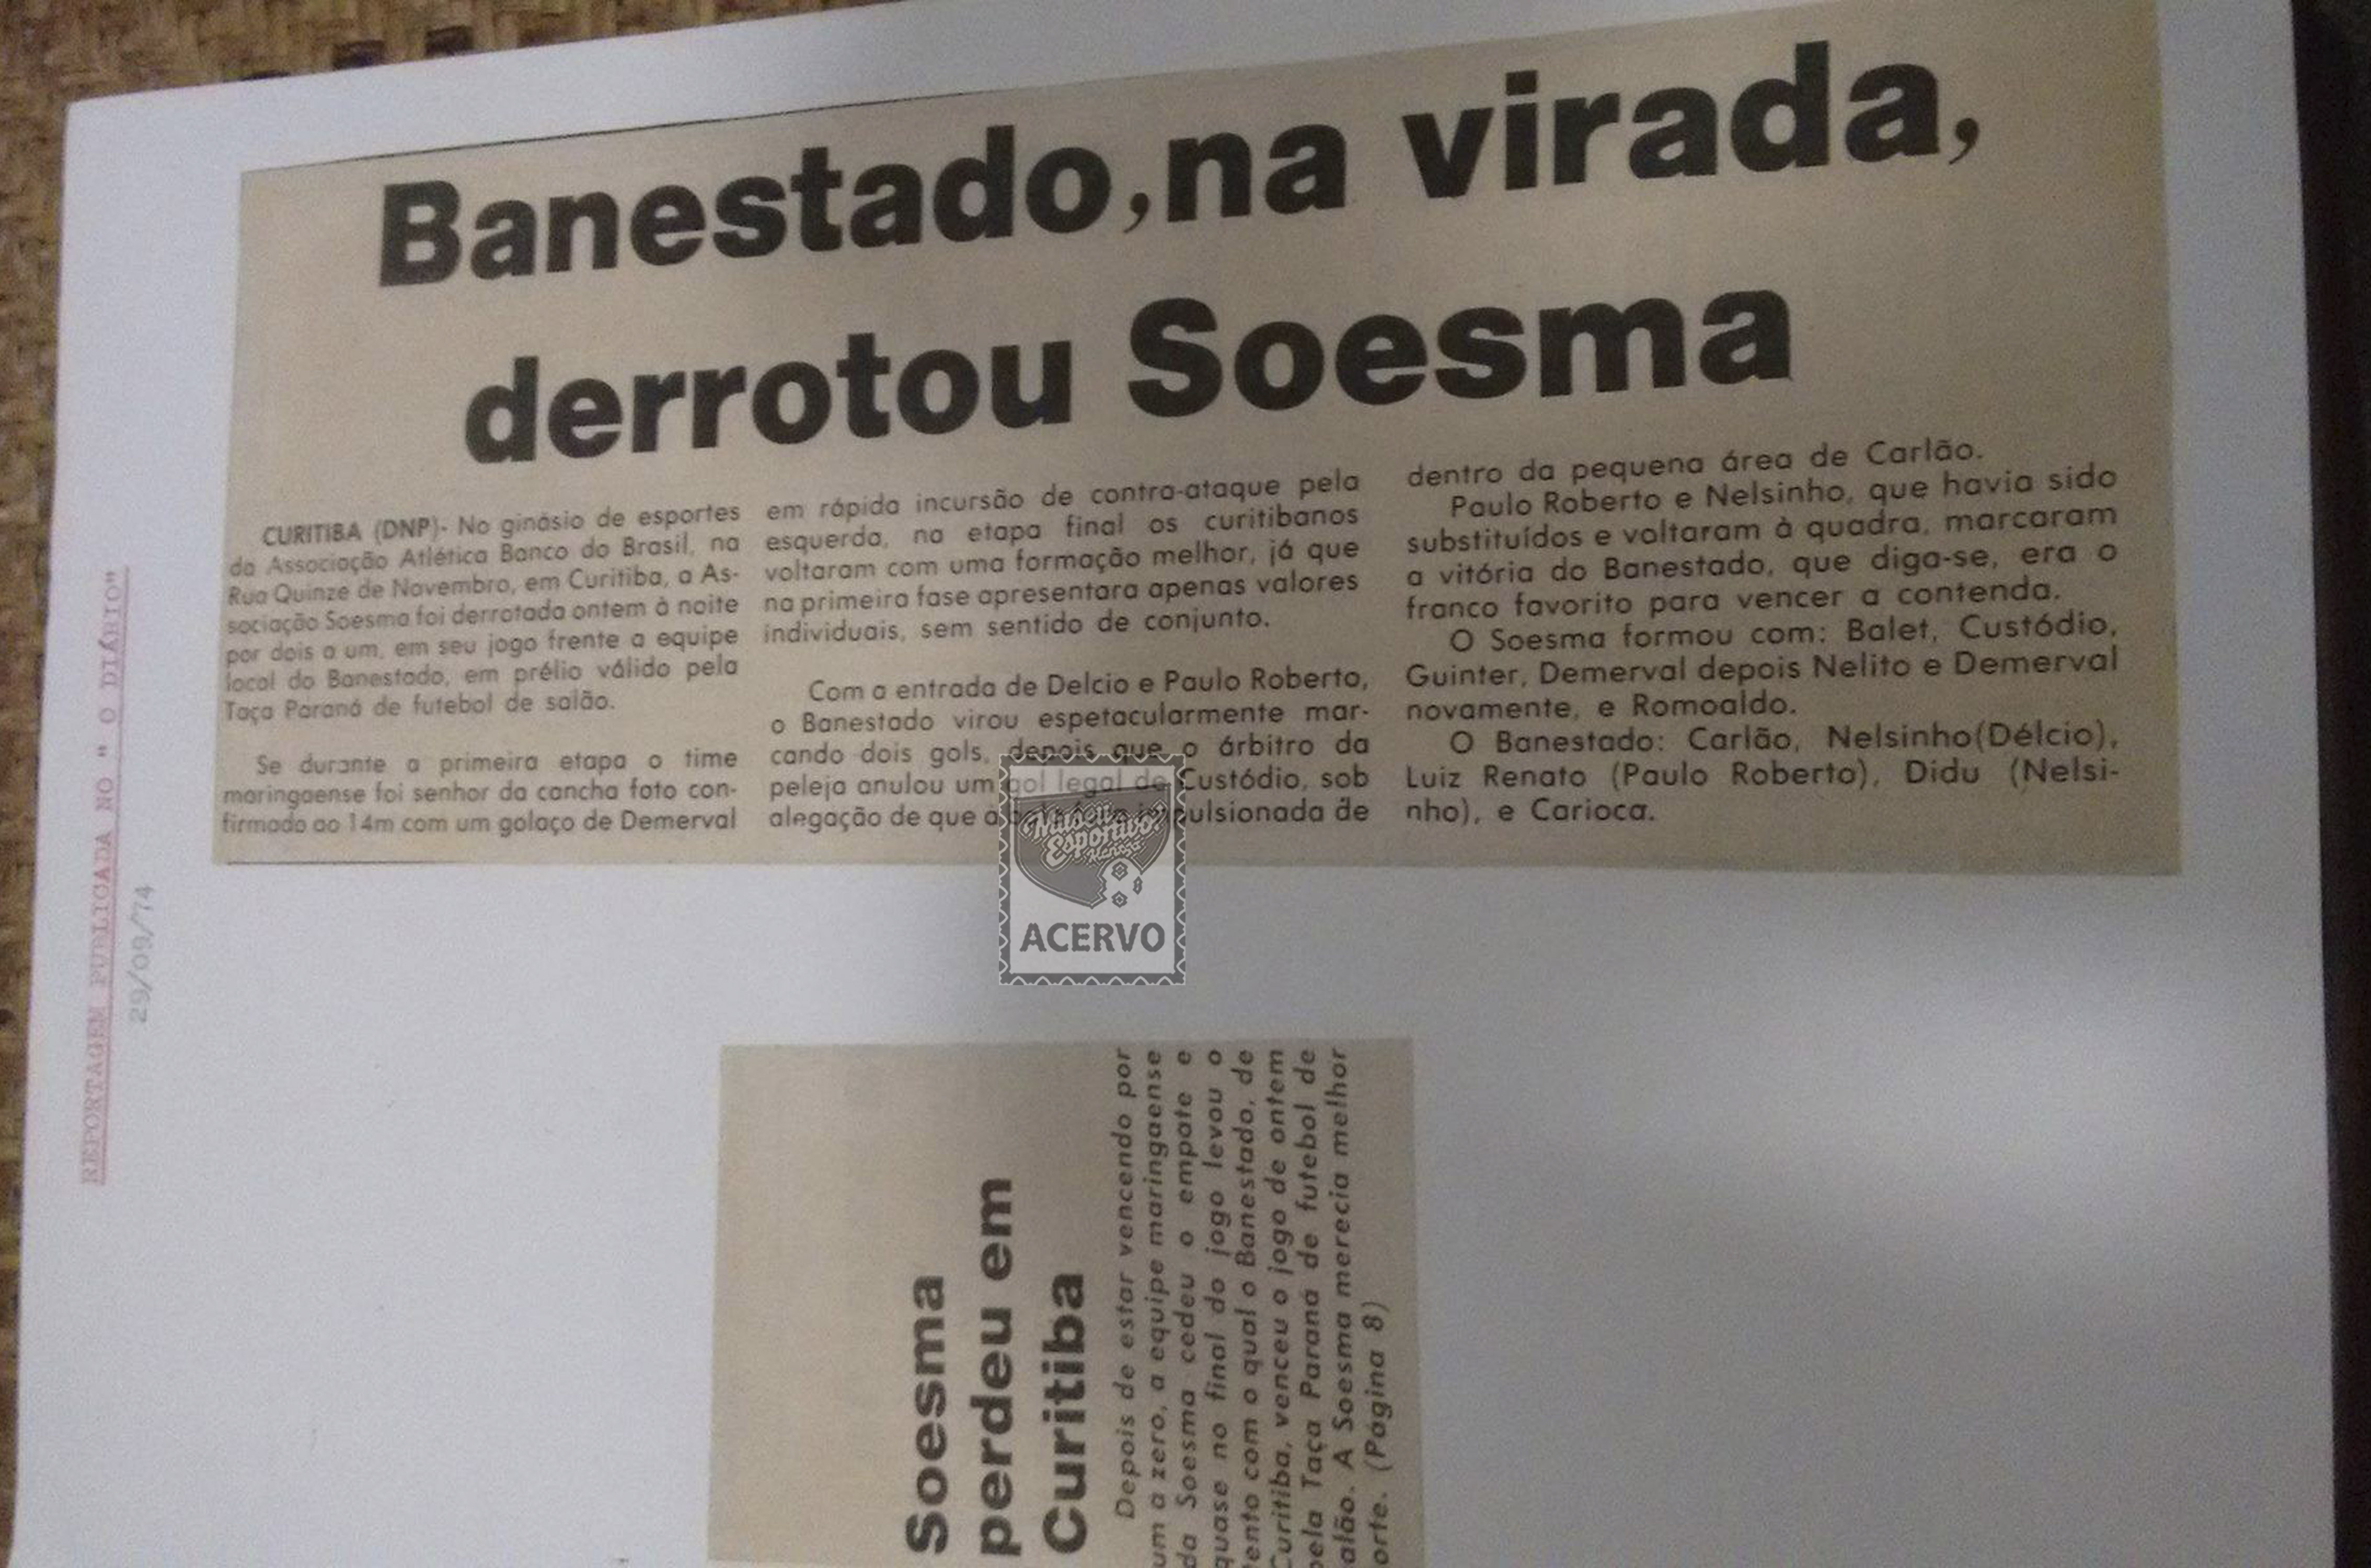 Banestado, na virada,
derrotou Soesma
CURITIBA (DNP)- No ginásio de esportes
da Associação Atlética Banco do Brasil, na
Rua Quinze de Novembro, em Curitiba, a As-
sociação Soesma foi derrotada ontem à noite
por dois a um, em seu jogo frente a equipe
local do Banestado, em prélio válido pela
Taça Paraná de futebol de salão.
Se durante a primeira etapa o time
maringaense foi senhor da cancha fato con-
firmado ao 14m com um golaço de Demerval
em rápida incursão de contra-ataque pela
esquerda, na etapa final os curitibanos
voltaram com uma formação melhor, já que
na primeira fase apresentara apenas valores
individuais, sem sentido de conjunto.
Com a entrada de Delcio e Paulo Roberto,
o Banestado virou espetacularmente mar-
cando dois gols, depois que o árbitro da
peleja anulou um gol legal de Custódio, sob
alegação de que a impulsionada de
dentro da pequena área de Carlão.
Paulo Roberto e Nelsinho, que havia sido
substituídos e voltaram à quadra, marcaram
a vitória do Banestado, que diga-se, era o
franco favorito para vencer a contenda.
O Soesma formou com: Balet, Custódio,
Guinter, Demerval depois Nelito e Demerval
novamente, e Romoaldo.
O Banestado: Carlão, Nelsinho(Délcio),
Luiz Renato (Paulo Roberto), Didu (Nelsi-
nho), e Carioca.
REPORTAGEM PUBLICADA NO " O DIÁRIO"
29/09/74
Esportivos
ACERVO
Soesma
perdeu em
Curitiba
Depois de estar vencendo por
um a zero, a equipe maringaense
da Soesma cedeu o empate e
quase no final do jogo levou o
tento com o qual o Banestado, de
Curitiba, venceu o jogo de ontem
pela Taça Paraná de futebol de
salão. A Soesma merecia melhor
sorte. (Página 8)